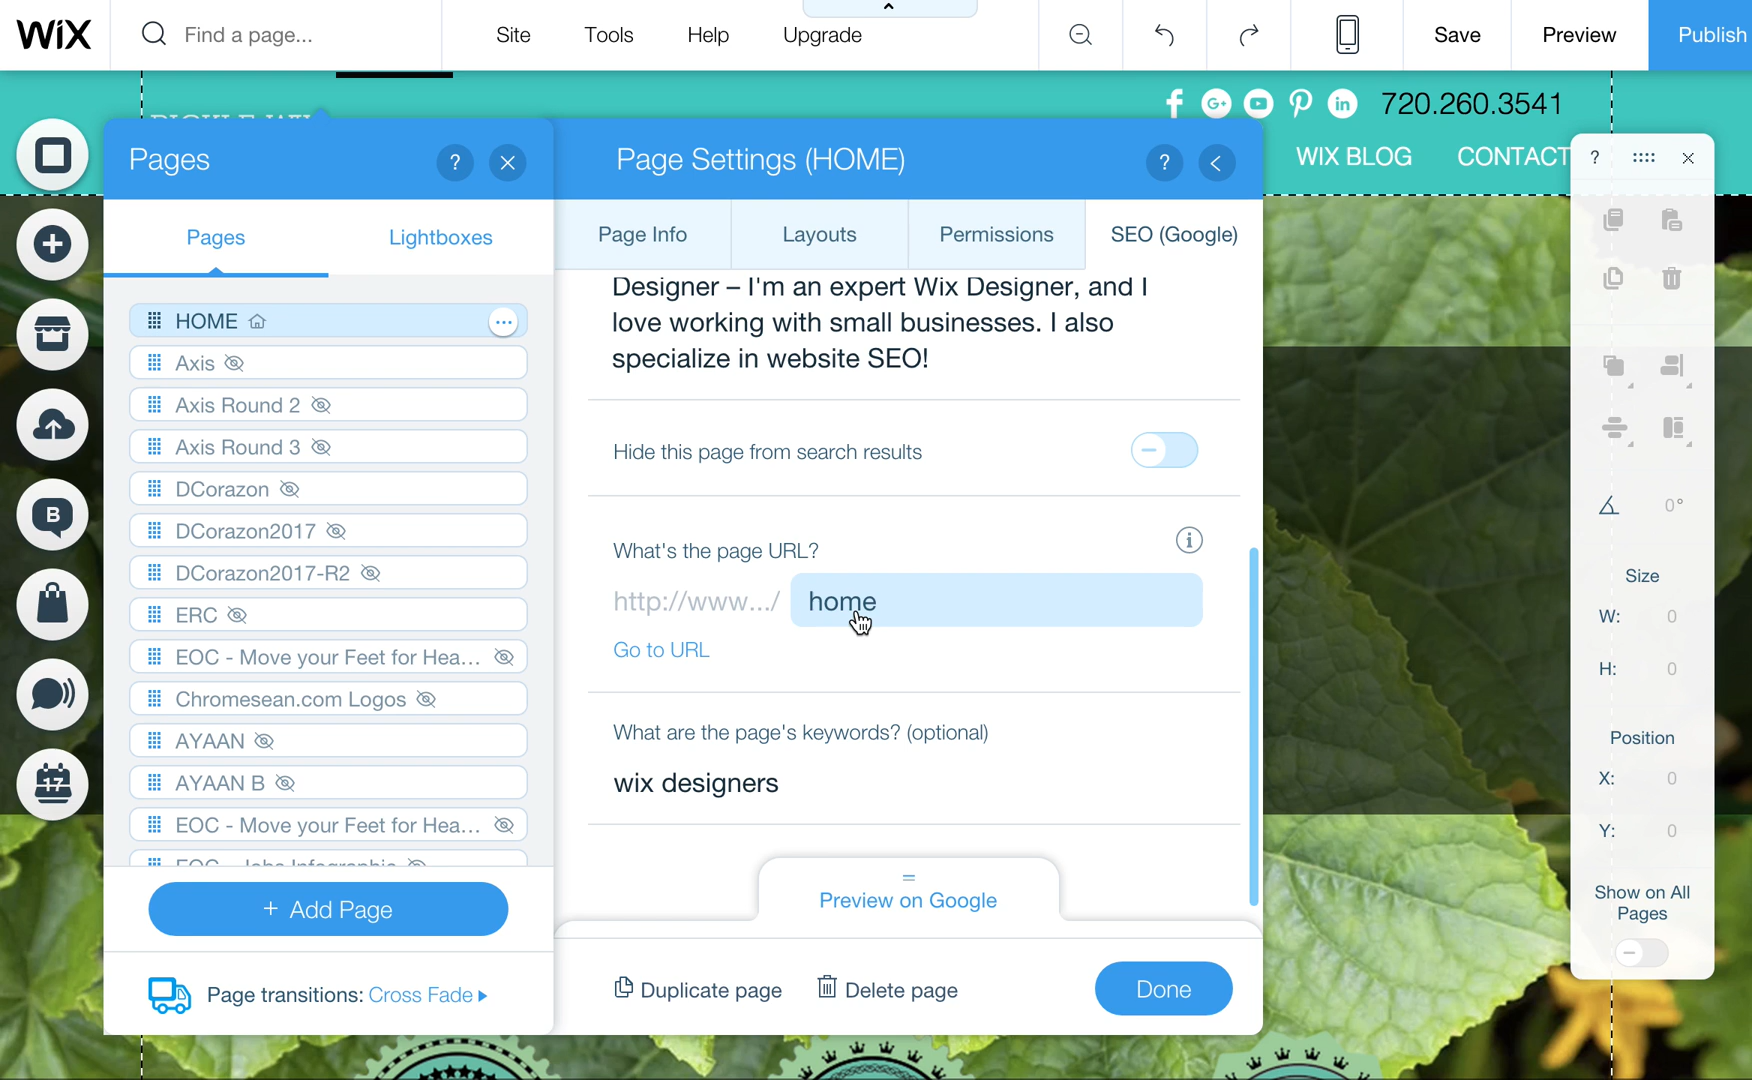 WiX
Find a page...
Site
Tools
Help
Upgrade
Save
Preview
Publish
720.260.3541
WIX BLOG
CONTACT
Pages
?
Page Settings (HOME)
?
?
Pages
Lightboxes
Page Info
Layouts
Permissions
SEO (Google)
HOME
Axis
Axis Round 2
Axis Round 3
DCorazon
DCorazon2017
DCorazon2017-R2
ERC
EOC - Move your Feet for Hea...
Chromesean.com Logos
AYAAN
AYAAN B
EOC - Move your Feet for Hea...
EOC - Jobs Infographic
+ Add Page
Page transitions: Cross Fade
Designer – I'm an expert Wix Designer, and I
love working with small businesses. I also
specialize in website SEO!
Hide this page from search results
What's the page URL?
http://www.../
home
Go to URL
What are the page's keywords? (optional)
wix designers
Preview on Google
Duplicate page
Delete page
Done
0°
Size
W: 0
H: 0
Position
X: 0
Y: 0
Show on All
Pages
B
17